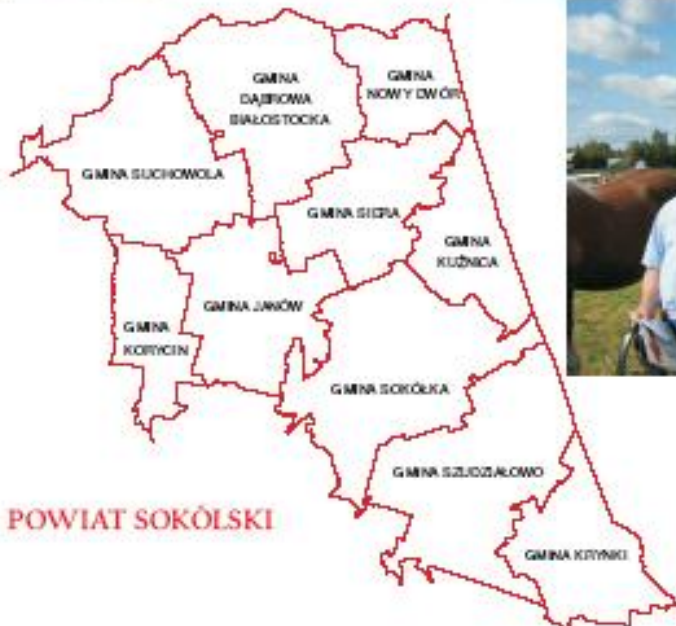 GMINA
DĄBROWA
BIAŁOSTOCKA
GMINA
NOWY DWÓR
GMINA SUCHOWOLA
GMINA SIDRA
GMINA
KUŹNICA
GMINA JANÓW
GMINA
KORYCIN
GMINA SOKÓŁKA
GMINA SZUDZIAŁOWO
POWIAT SOKÓLSKI
GMINA KRYNKI